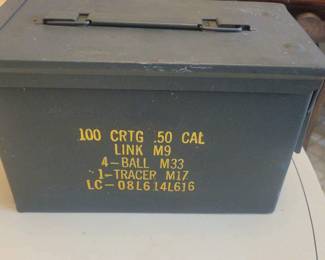 100 CRTG .50 CAL
LINK M9
4-BALL M33
1-TRACER M17
LC-08L614L616